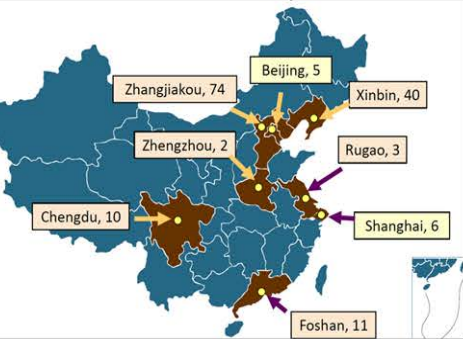 Beijing, 5
Zhangjiakou, 74
Xinbin, 40
Zhengzhou, 2
Rugao, 3
Chengdu, 10
Shanghai, 6
Foshan, 11